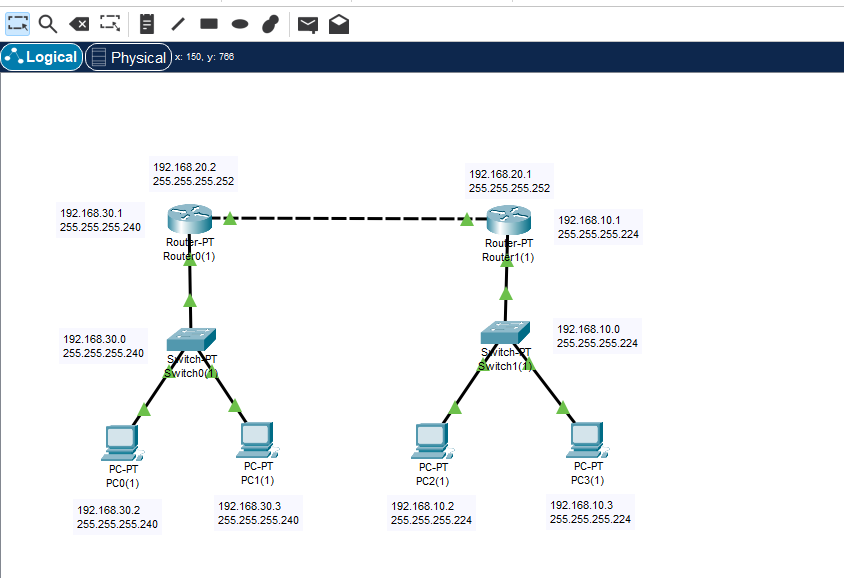 Logical
Physical
x: 150, y: 766
192.168.20.2
255.255.255.252
192.168.20.1
255.255.255.252
192.168.30.1
255.255.255.240
192.168.10.1
255.255.255.224
Router-PT
Router0(1)
Router-PT
Router1(1)
192.168.30.0
255.255.255.240
192.168.10.0
255.255.255.224
Switch-PT
Switch0(1)
Switch-PT
Switch1(1)
PC-PT
PC0(1)
PC-PT
PC1(1)
PC-PT
PC2(1)
PC-PT
PC3(1)
192.168.30.2
255.255.255.240
192.168.30.3
255.255.255.240
192.168.10.2
255.255.255.224
192.168.10.3
255.255.255.224